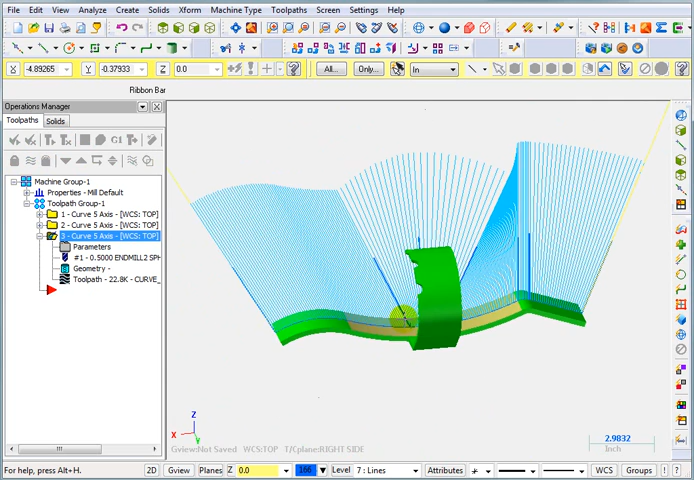 File Edit View Analyze Create Solids Xform Machine Type Toolpaths Screen Settings Help
X -4.89265 Y -0.37933 Z 0.0 All... Only... In
Ribbon Bar
Operations Manager
Toolpaths Solids
G1
Machine Group-1
Properties - Mill Default
Toolpath Group-1
1 - Curve 5 Axis - [WCS: TOP]
2 - Curve 5 Axis - [WCS: TOP]
3 - Curve 5 Axis - [WCS: TOP]
Parameters
#1 - 0.5000 ENDMILL2 SPH
Geometry -
Toolpath - 22.8K - CURVE_
Z
X
Y
Gview:Not Saved WCS:TOP T/Cplane:RIGHT SIDE
2.9832
Inch
For help, press Alt+H. 2D Gview Planes Z 0.0 166 Level 7 : Lines Attributes WCS Groups ! ?